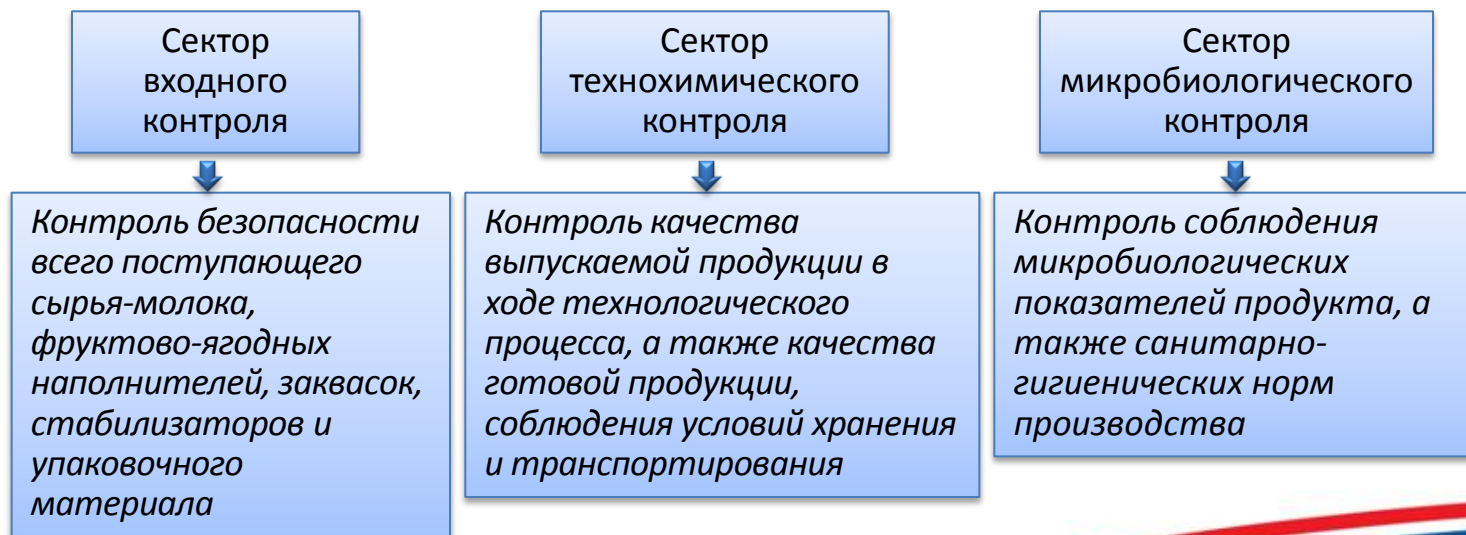 Сектор
входного
контроля
Контроль безопасности
всего поступающего
сырья-молока,
фруктово-ягодных
наполнителей, заквасок,
стабилизаторов и
упаковочного
материала
Сектор
технохимического
контроля
Контроль качества
выпускаемой продукции в
ходе технологического
процесса, а также качества
готовой продукции,
соблюдения условий хранения
и транспортирования
Сектор
микробиологического
контроля
Контроль соблюдения
микробиологических
показателей продукта, а
также санитарно-
гигиенических норм
производства